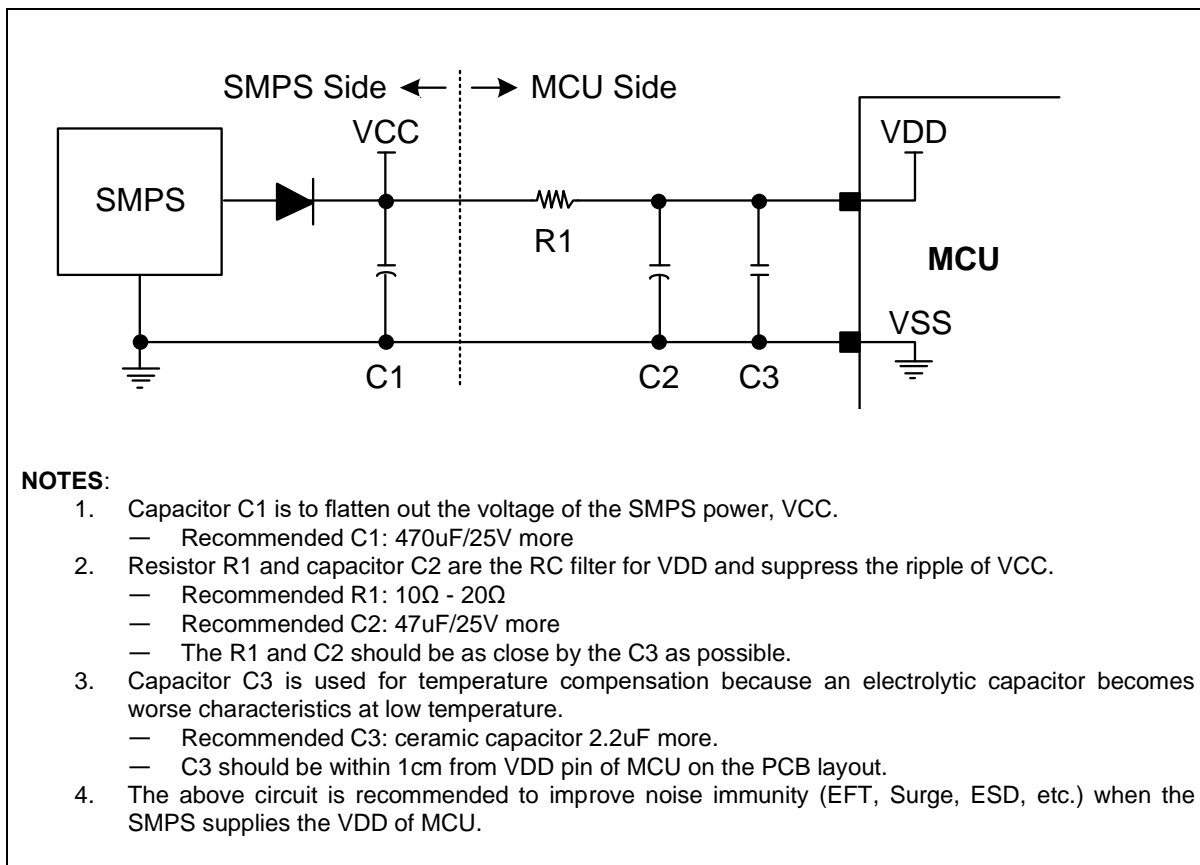 SMPS Side
MCU Side
VCC
VDD
SMPS
R1
MCU
VSS
C1
C2
C3
NOTES:
1. Capacitor C1 is to flatten out the voltage of the SMPS power, VCC.
— Recommended C1: 470uF/25V more
2. Resistor R1 and capacitor C2 are the RC filter for VDD and suppress the ripple of VCC.
— Recommended R1: 10Ω - 20Ω
— Recommended C2: 47uF/25V more
— The R1 and C2 should be as close by the C3 as possible.
3. Capacitor C3 is used for temperature compensation because an electrolytic capacitor becomes
worse characteristics at low temperature.
— Recommended C3: ceramic capacitor 2.2uF more.
— C3 should be within 1cm from VDD pin of MCU on the PCB layout.
4. The above circuit is recommended to improve noise immunity (EFT, Surge, ESD, etc.) when the
SMPS supplies the VDD of MCU.